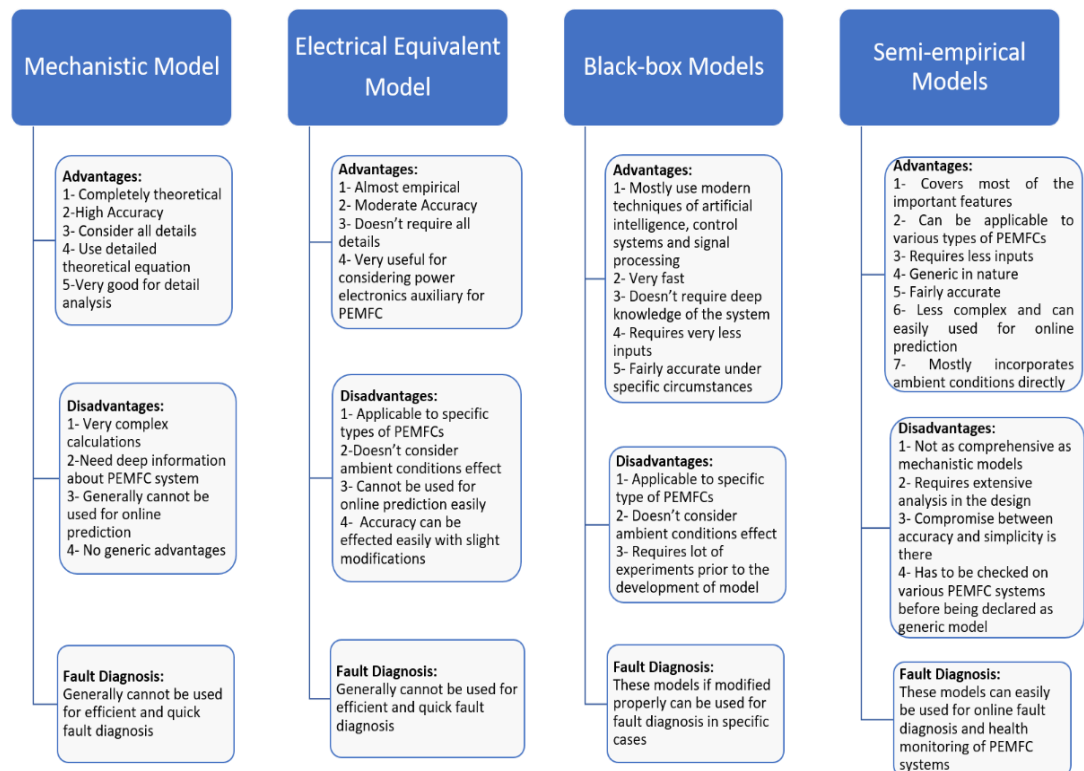 Mechanistic Model
Advantages:
1- Completely theoretical
2-High Accuracy
3- Consider all details
4- Use detailed
theoretical equation
5-Very good for detail
analysis
Disadvantages:
1- Very complex
calculations
2-Need deep information
about PEMFC system
3- Generally cannot be
used for online
prediction
4- No generic advantages
Fault Diagnosis:
Generally cannot be used
for efficient and quick
fault diagnosis
Electrical Equivalent
Model
Advantages:
1- Almost empirical
2- Moderate Accuracy
3- Doesn't require all
details
4- Very useful for
considering power
electronics auxiliary for
PEMFC
Disadvantages:
1- Applicable to specific
types of PEMFCs
2-Doesn't consider
ambient conditions effect
3- Cannot be used for
online prediction easily
4- Accuracy can be
effected easily with slight
modifications
Fault Diagnosis:
Generally cannot be used for
efficient and quick fault
diagnosis
Black-box Models
Advantages:
1- Mostly use modern
techniques of artificial
intelligence, control
systems and signal
processing
2- Very fast
3- Doesn't require deep
knowledge of the system
4- Requires very less
inputs
5- Fairly accurate under
specific circumstances
Disadvantages:
1- Applicable to specific
type of PEMFCs
2- Doesn't consider
ambient conditions effect
3- Requires lot of
experiments prior to the
development of model
Fault Diagnosis:
These models if modified
properly can be used for
fault diagnosis in specific
cases
Semi-empirical
Models
Advantages:
1- Covers most of the
important features
2- Can be applicable to
various types of PEMFCs
3- Requires less inputs
4- Generic in nature
5- Fairly accurate
6- Less complex and can
easily used for online
prediction
7- Mostly incorporates
ambient conditions directly
Disadvantages:
1- Not as comprehensive as
mechanistic models
2- Requires extensive
analysis in the design
3- Compromise between
accuracy and simplicity is
there
4- Has to be checked on
various PEMFC systems
before being declared as
generic model
Fault Diagnosis:
These models can easily
be used for online fault
diagnosis and health
monitoring of PEMFC
systems